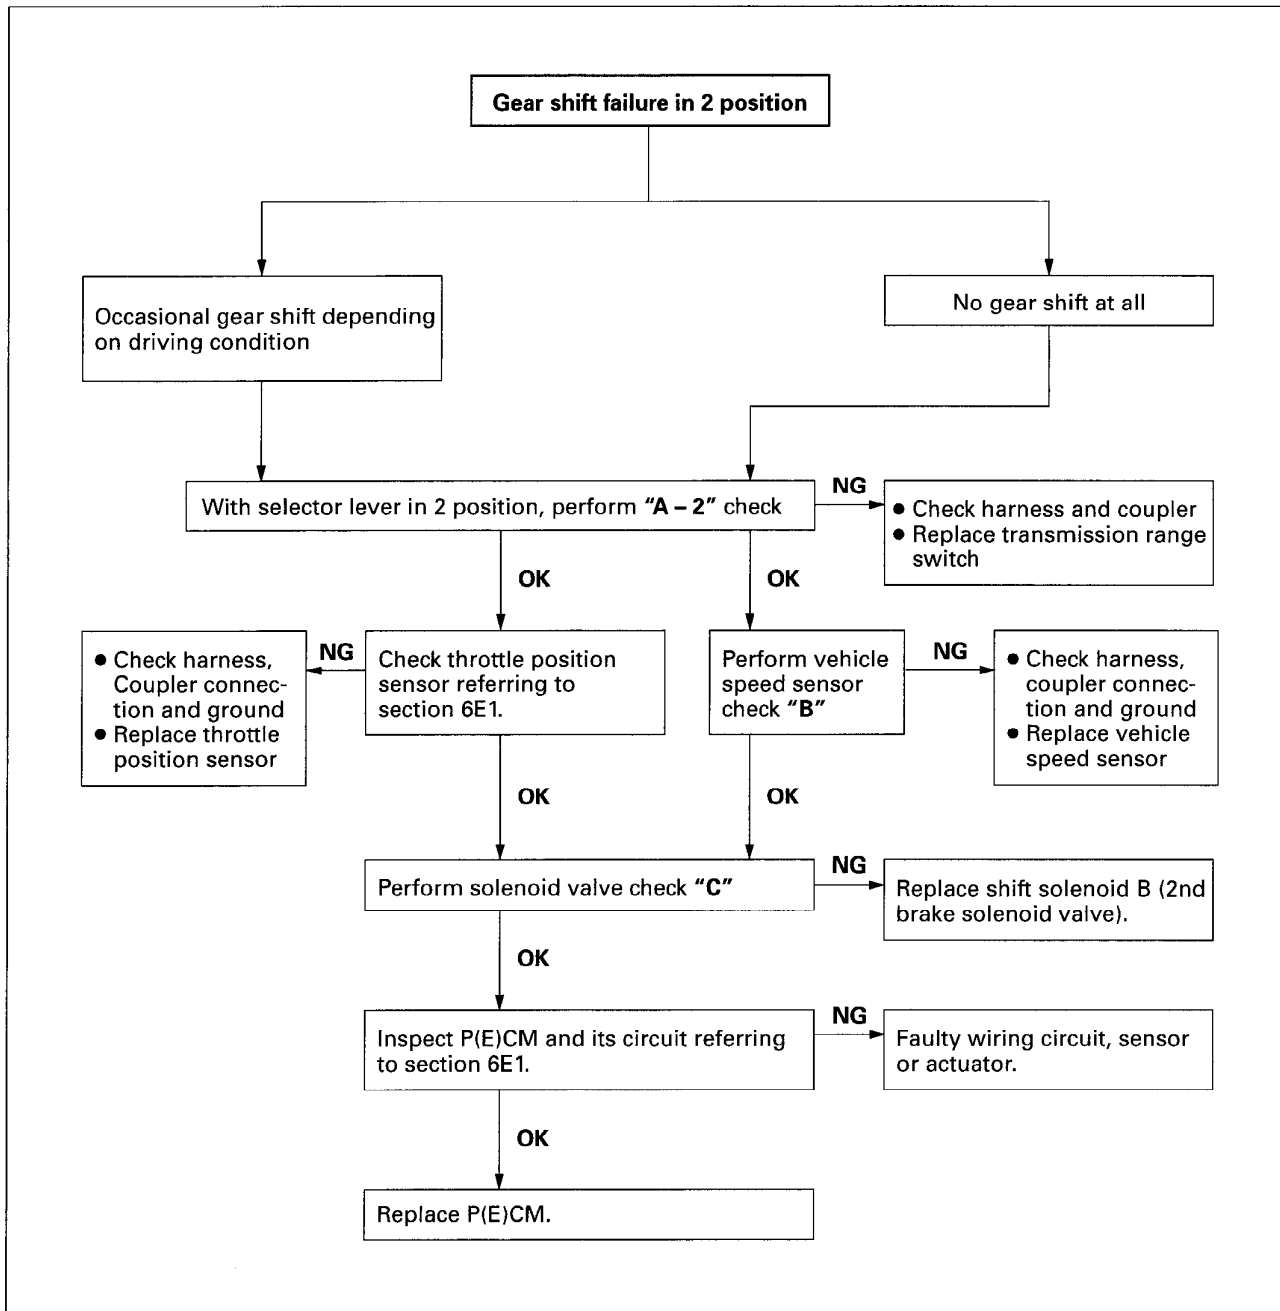 Gear shift failure in 2 position
Occasional gear shift depending
on driving condition
No gear shift at all
With selector lever in 2 position, perform “A – 2” check
NG
● Check harness and coupler
● Replace transmission range
switch
OK
OK
● Check harness,
Coupler connec-
tion and ground
● Replace throttle
position sensor
NG
Check throttle position
sensor referring to
section 6E1.
Perform vehicle
speed sensor
check “B”
NG
● Check harness,
coupler connec-
tion and ground
● Replace vehicle
speed sensor
OK
OK
Perform solenoid valve check “C”
NG
Replace shift solenoid B (2nd
brake solenoid valve).
OK
Inspect P(E)CM and its circuit referring
to section 6E1.
NG
Faulty wiring circuit, sensor
or actuator.
OK
Replace P(E)CM.